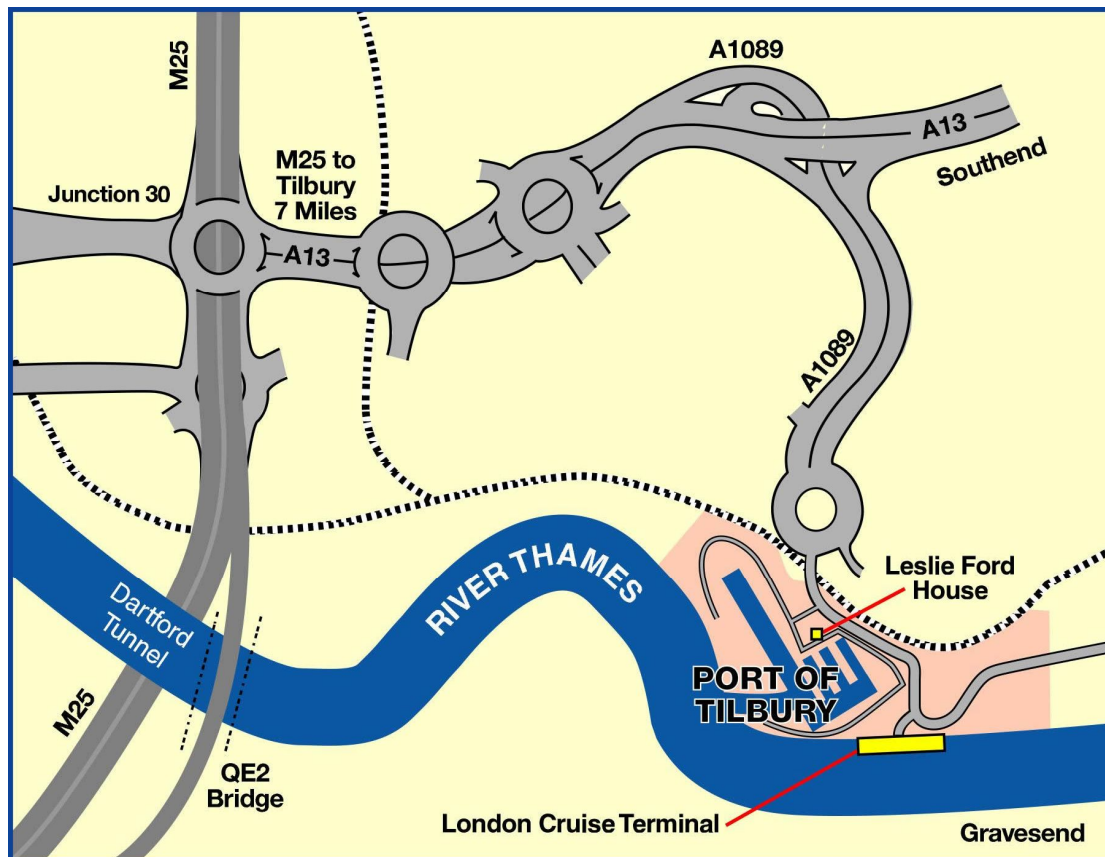 M25
A1089
A13
Southend
Junction 30
M25 to
Tilbury
7 Miles
A13
A1089
RIVER THAMES
Leslie Ford
House
Dartford
Tunnel
PORT OF
TILBURY
M25
QE2
Bridge
London Cruise Terminal
Gravesend